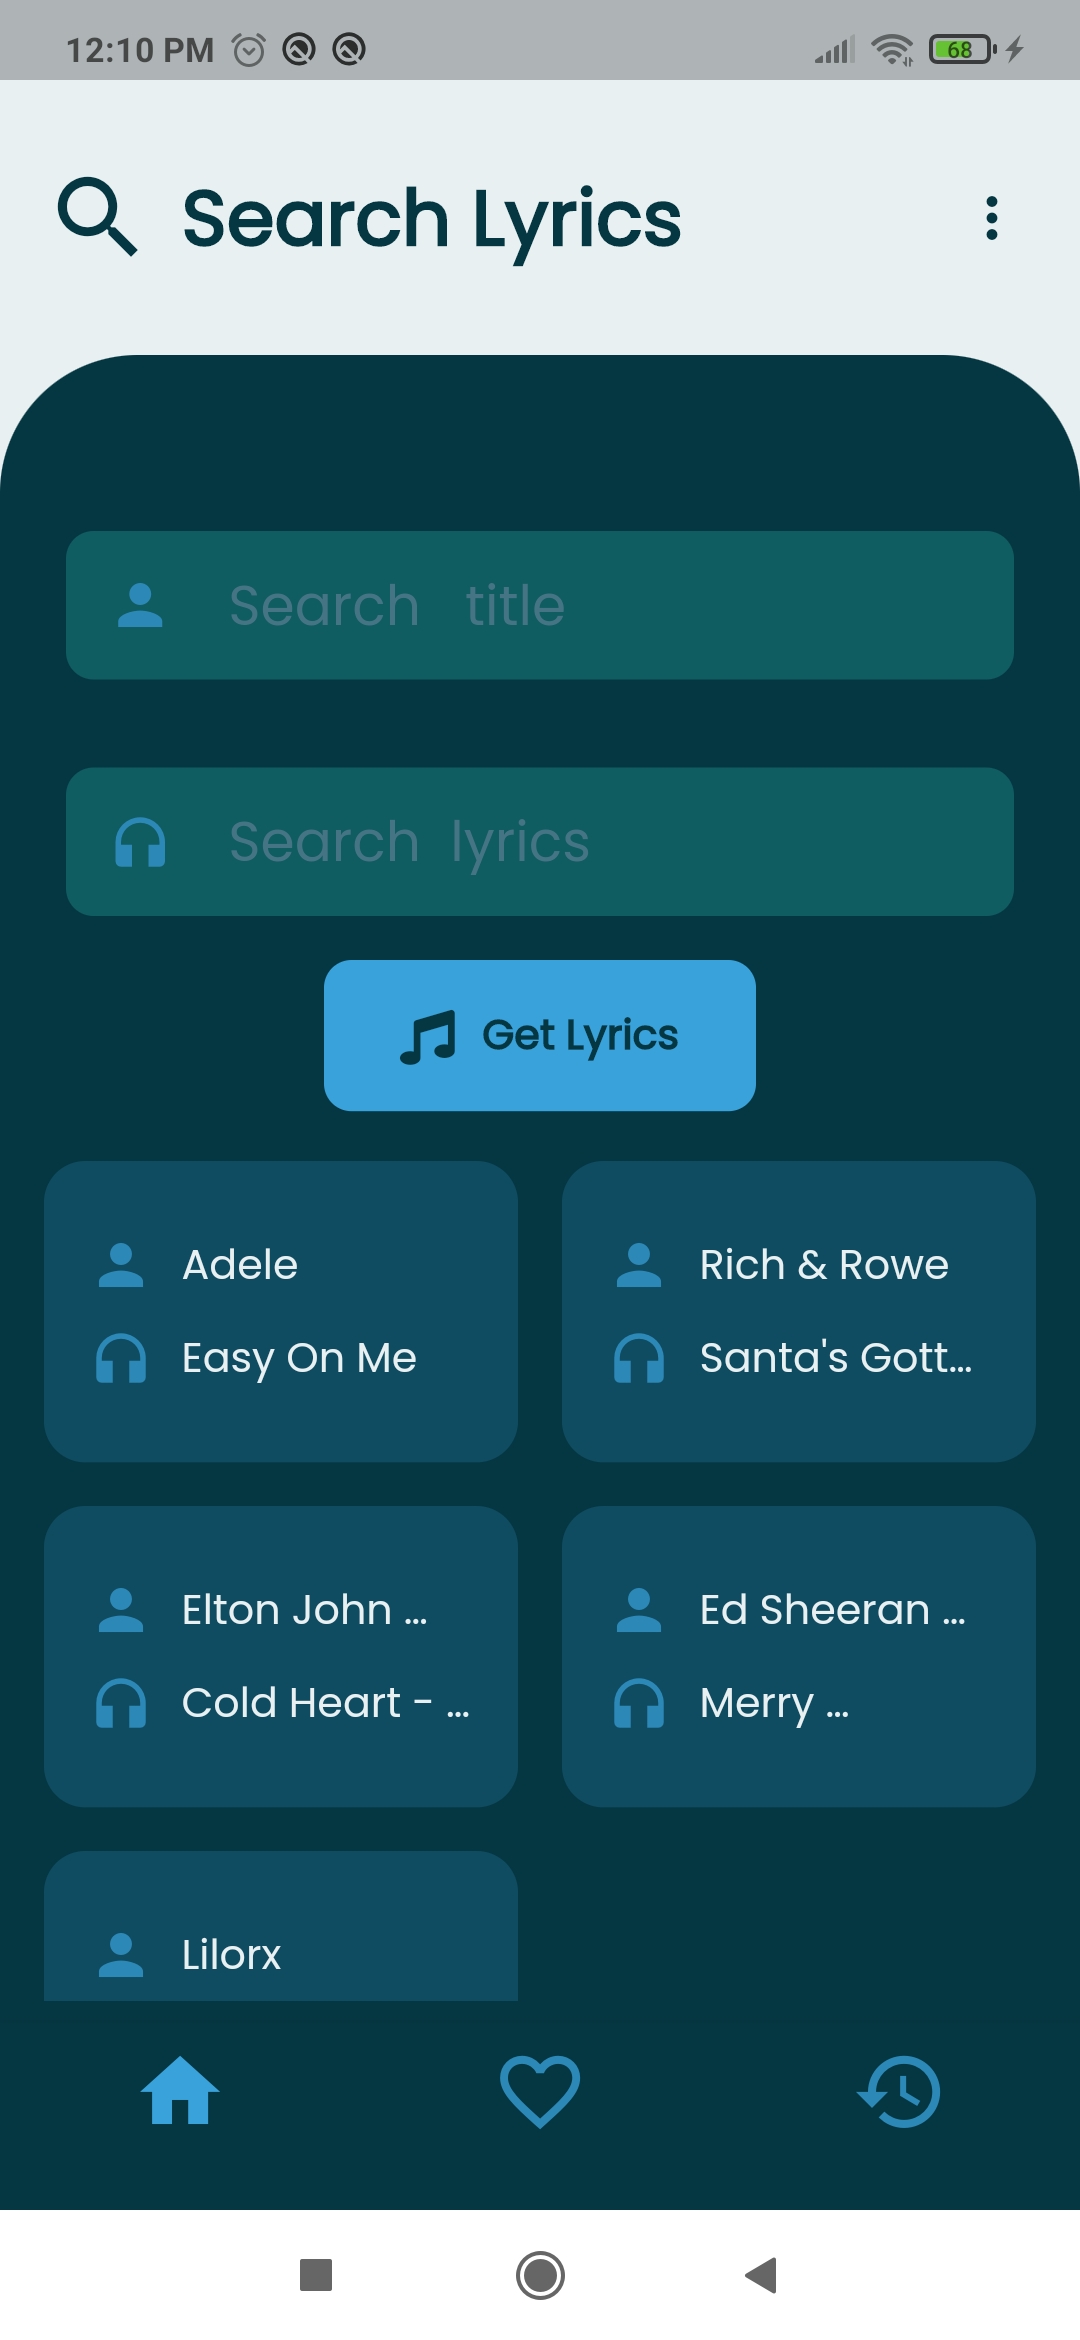 12:10 PM
68
Search Lyrics
Search title
Search lyrics
Get Lyrics
Adele
Easy On Me
Rich & Rowe
Santa's Gott...
Elton John ...
Cold Heart - ...
Ed Sheeran ...
Merry ...
Lilorx